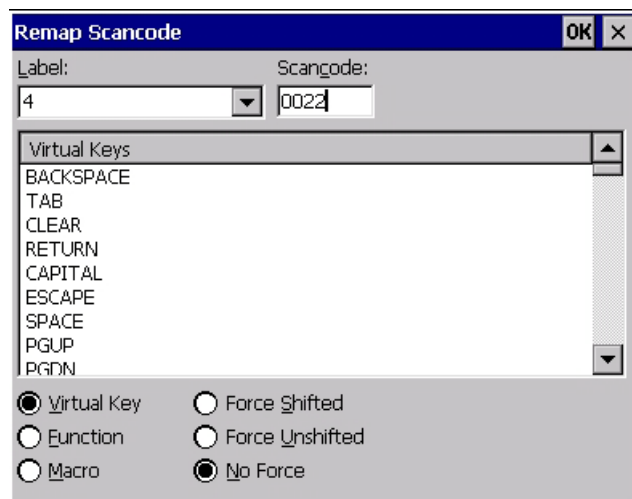 Remap Scancode OK ×
Label: Scancode:
4 0022
Virtual Keys
BACKSPACE
TAB
CLEAR
RETURN
CAPITAL
ESCAPE
SPACE
PGUP
PGDN
Virtual Key Force Shifted
Function Force Unshifted
Macro No Force